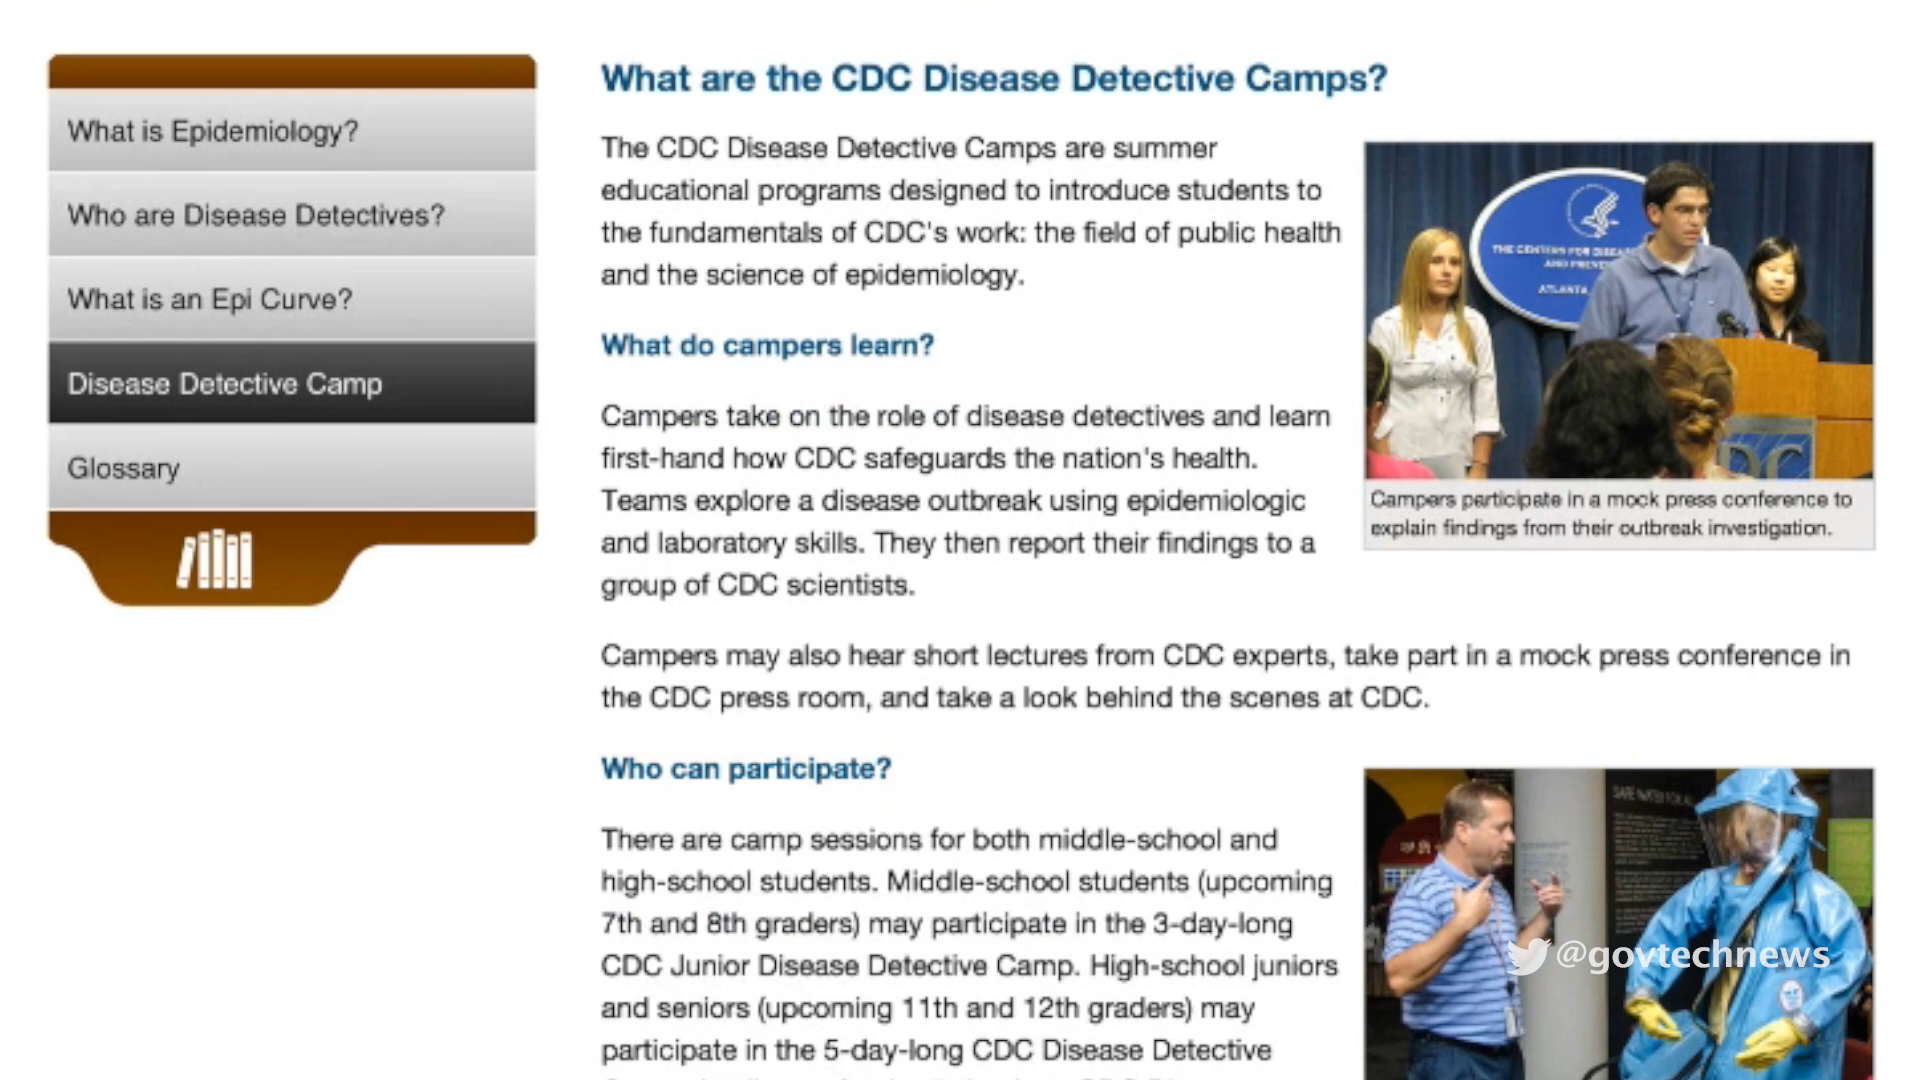 What is Epidemiology?
Who are Disease Detectives?
What is an Epi Curve?
Disease Detective Camp
Glossary
What are the CDC Disease Detective Camps?
The CDC Disease Detective Camps are summer
educational programs designed to introduce students to
the fundamentals of CDC's work: the field of public health
and the science of epidemiology.
What do campers learn?
Campers take on the role of disease detectives and learn
first-hand how CDC safeguards the nation's health.
Teams explore a disease outbreak using epidemiologic
and laboratory skills. They then report their findings to a
group of CDC scientists.
THE CENTERS FOR
AND
ATLANTA
DC
Campers participate in a mock press conference to
explain findings from their outbreak investigation.
Campers may also hear short lectures from CDC experts, take part in a mock press conference in
the CDC press room, and take a look behind the scenes at CDC.
Who can participate?
There are camp sessions for both middle-school and
high-school students. Middle-school students (upcoming
7th and 8th graders) may participate in the 3-day-long
CDC Junior Disease Detective Camp. High-school juniors
and seniors (upcoming 11th and 12th graders) may
participate in the 5-day-long CDC Disease Detective
SAFE WATER FOR
@govtechnews